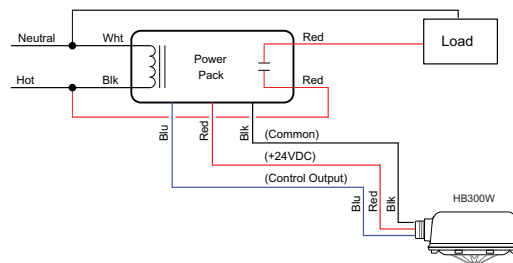 Neutral
Wht
Red
Load
Power
Pack
Hot
Blk
Red
Blu
Red
Blk
(Common)
(+24VDC)
(Control Output)
Blu
Red
Blk
HB300W